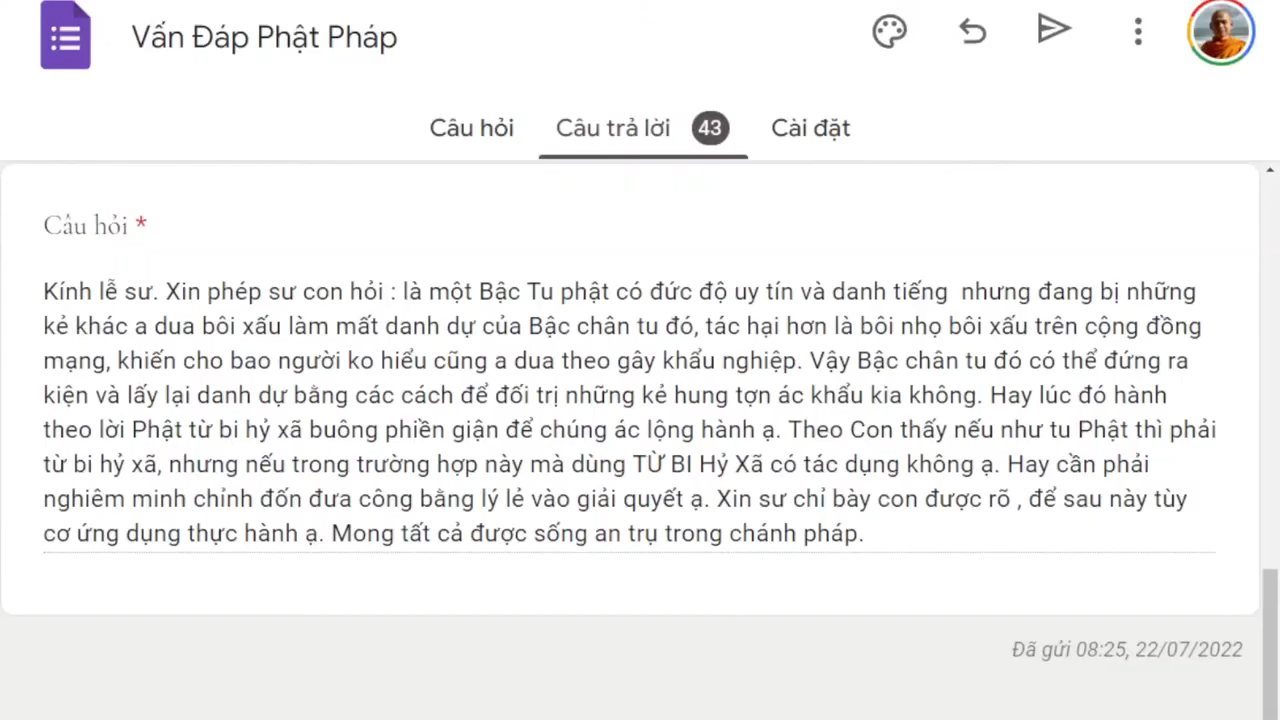 Vấn Đáp Phật Pháp
Câu hỏi Câu trả lời 43 Cài đặt
Câu hỏi *
Kính lễ sư. Xin phép sư con hỏi : là một Bậc Tu phật có đức độ uy tín và danh tiếng  nhưng đang bị những
kẻ khác a dua bôi xấu làm mất danh dự của Bậc chân tu đó, tác hại hơn là bôi nhọ bôi xấu trên cộng đồng
mạng, khiến cho bao người ko hiểu cũng a dua theo gây khẩu nghiệp. Vậy Bậc chân tu đó có thể đứng ra
kiện và lấy lại danh dự bằng các cách để đối trị những kẻ hung tợn ác khẩu kia không. Hay lúc đó hành
theo lời Phật từ bi hỷ xã buông phiền giận để chúng ác lộng hành ạ. Theo Con thấy nếu như tu Phật thì phải
từ bi hỷ xã, nhưng nếu trong trường hợp này mà dùng TỪ BI Hỷ Xã có tác dụng không ạ. Hay cần phải
nghiêm minh chỉnh đốn đưa công bằng lý lẻ vào giải quyết ạ. Xin sư chỉ bày con được rõ , để sau này tùy
cơ ứng dụng thực hành ạ. Mong tất cả được sống an trụ trong chánh pháp.
Đã gửi 08:25, 22/07/2022